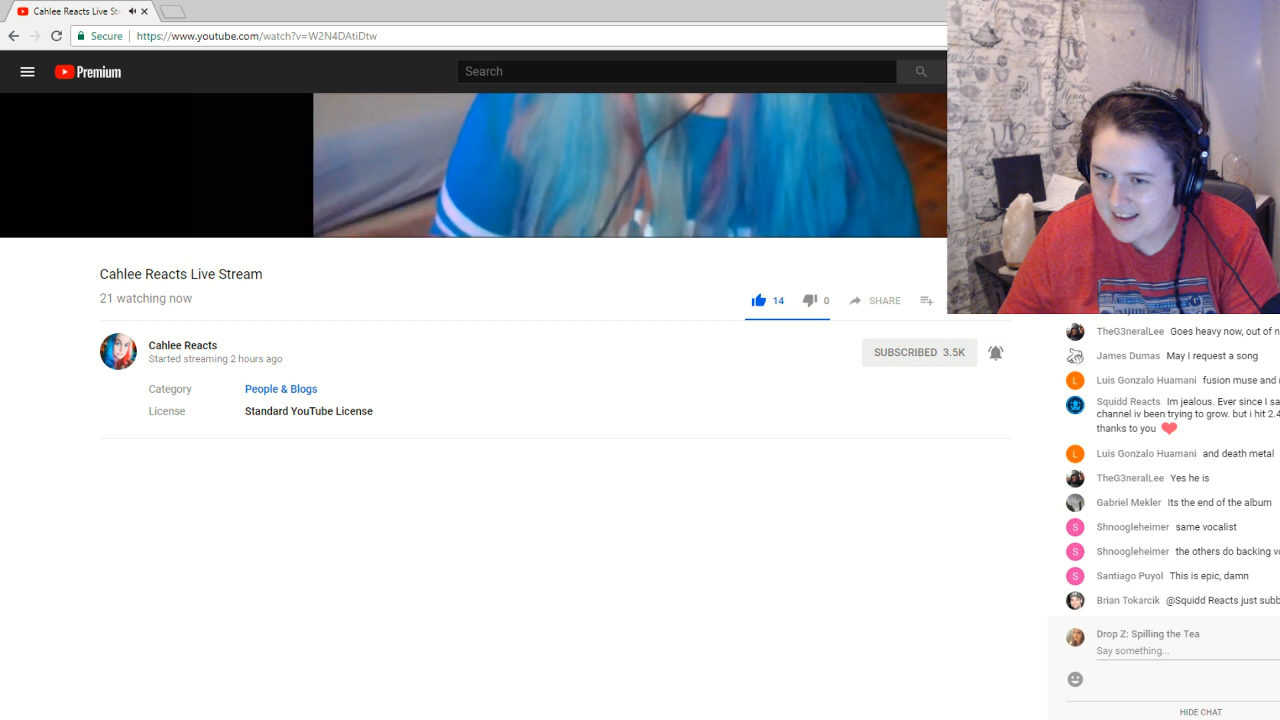 Cahlee Reacts Live Str
Secure
https://www.youtube.com/watch?v=W2N4DAtiDtw
Premium
Search
Cahlee Reacts Live Stream
21 watching now
14
0
SHARE
Cahlee Reacts
Started streaming 2 hours ago
SUBSCRIBED 3.5K
Category People & Blogs
License Standard YouTube License
TheG3neralLee Goes heavy now, out of
James Dumas May I request a song
Luis Gonzalo Huamani fusion muse and
Squidd Reacts Im jealous. Ever since I
channel iv been trying to grow. but i hit 2.4
thanks to you
L Luis Gonzalo Huamani and death metal
TheG3neralLee Yes he is
Gabriel Mekler Its the end of the album
S Shnoogleheimer same vocalist
S Shnoogleheimer the others do backing
S Santiago Puyol This is epic, damn
Brian Tokarcik @Squidd Reacts just
Drop Z: Spilling the Tea
Say something...
HIDE CHAT